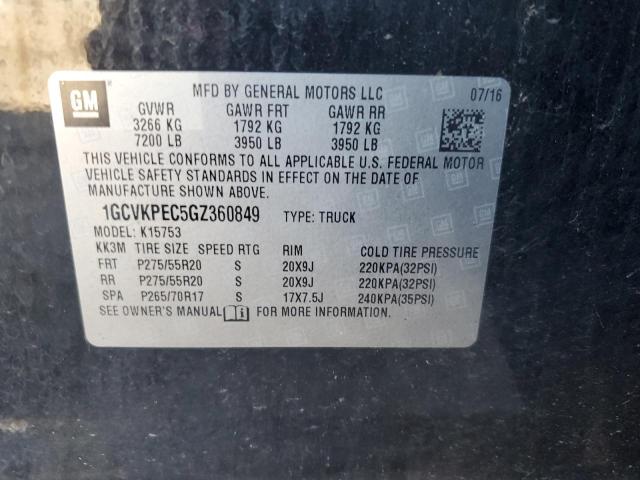 GM
MFD BY GENERAL MOTORS LLC 07/16
GVWR GAWR FRT GAWR RR
3266 KG 1792 KG 1792 KG
7200 LB 3950 LB 3950 LB
THIS VEHICLE CONFORMS TO ALL APPLICABLE U.S. FEDERAL MOTOR
VEHICLE SAFETY STANDARDS IN EFFECT ON THE DATE OF
MANUFACTURE SHOWN ABOVE.
1GCVKPEC5GZ360849 TYPE: TRUCK
MODEL: K15753
KK3M TIRE SIZE SPEED RTG RIM COLD TIRE PRESSURE
FRT P275/55R20 S 20X9J 220KPA(32PSI)
RR P275/55R20 S 20X9J 220KPA(32PSI)
SPA P265/70R17 S 17X7.5J 240KPA(35PSI)
SEE OWNER'S MANUAL FOR MORE INFORMATION.